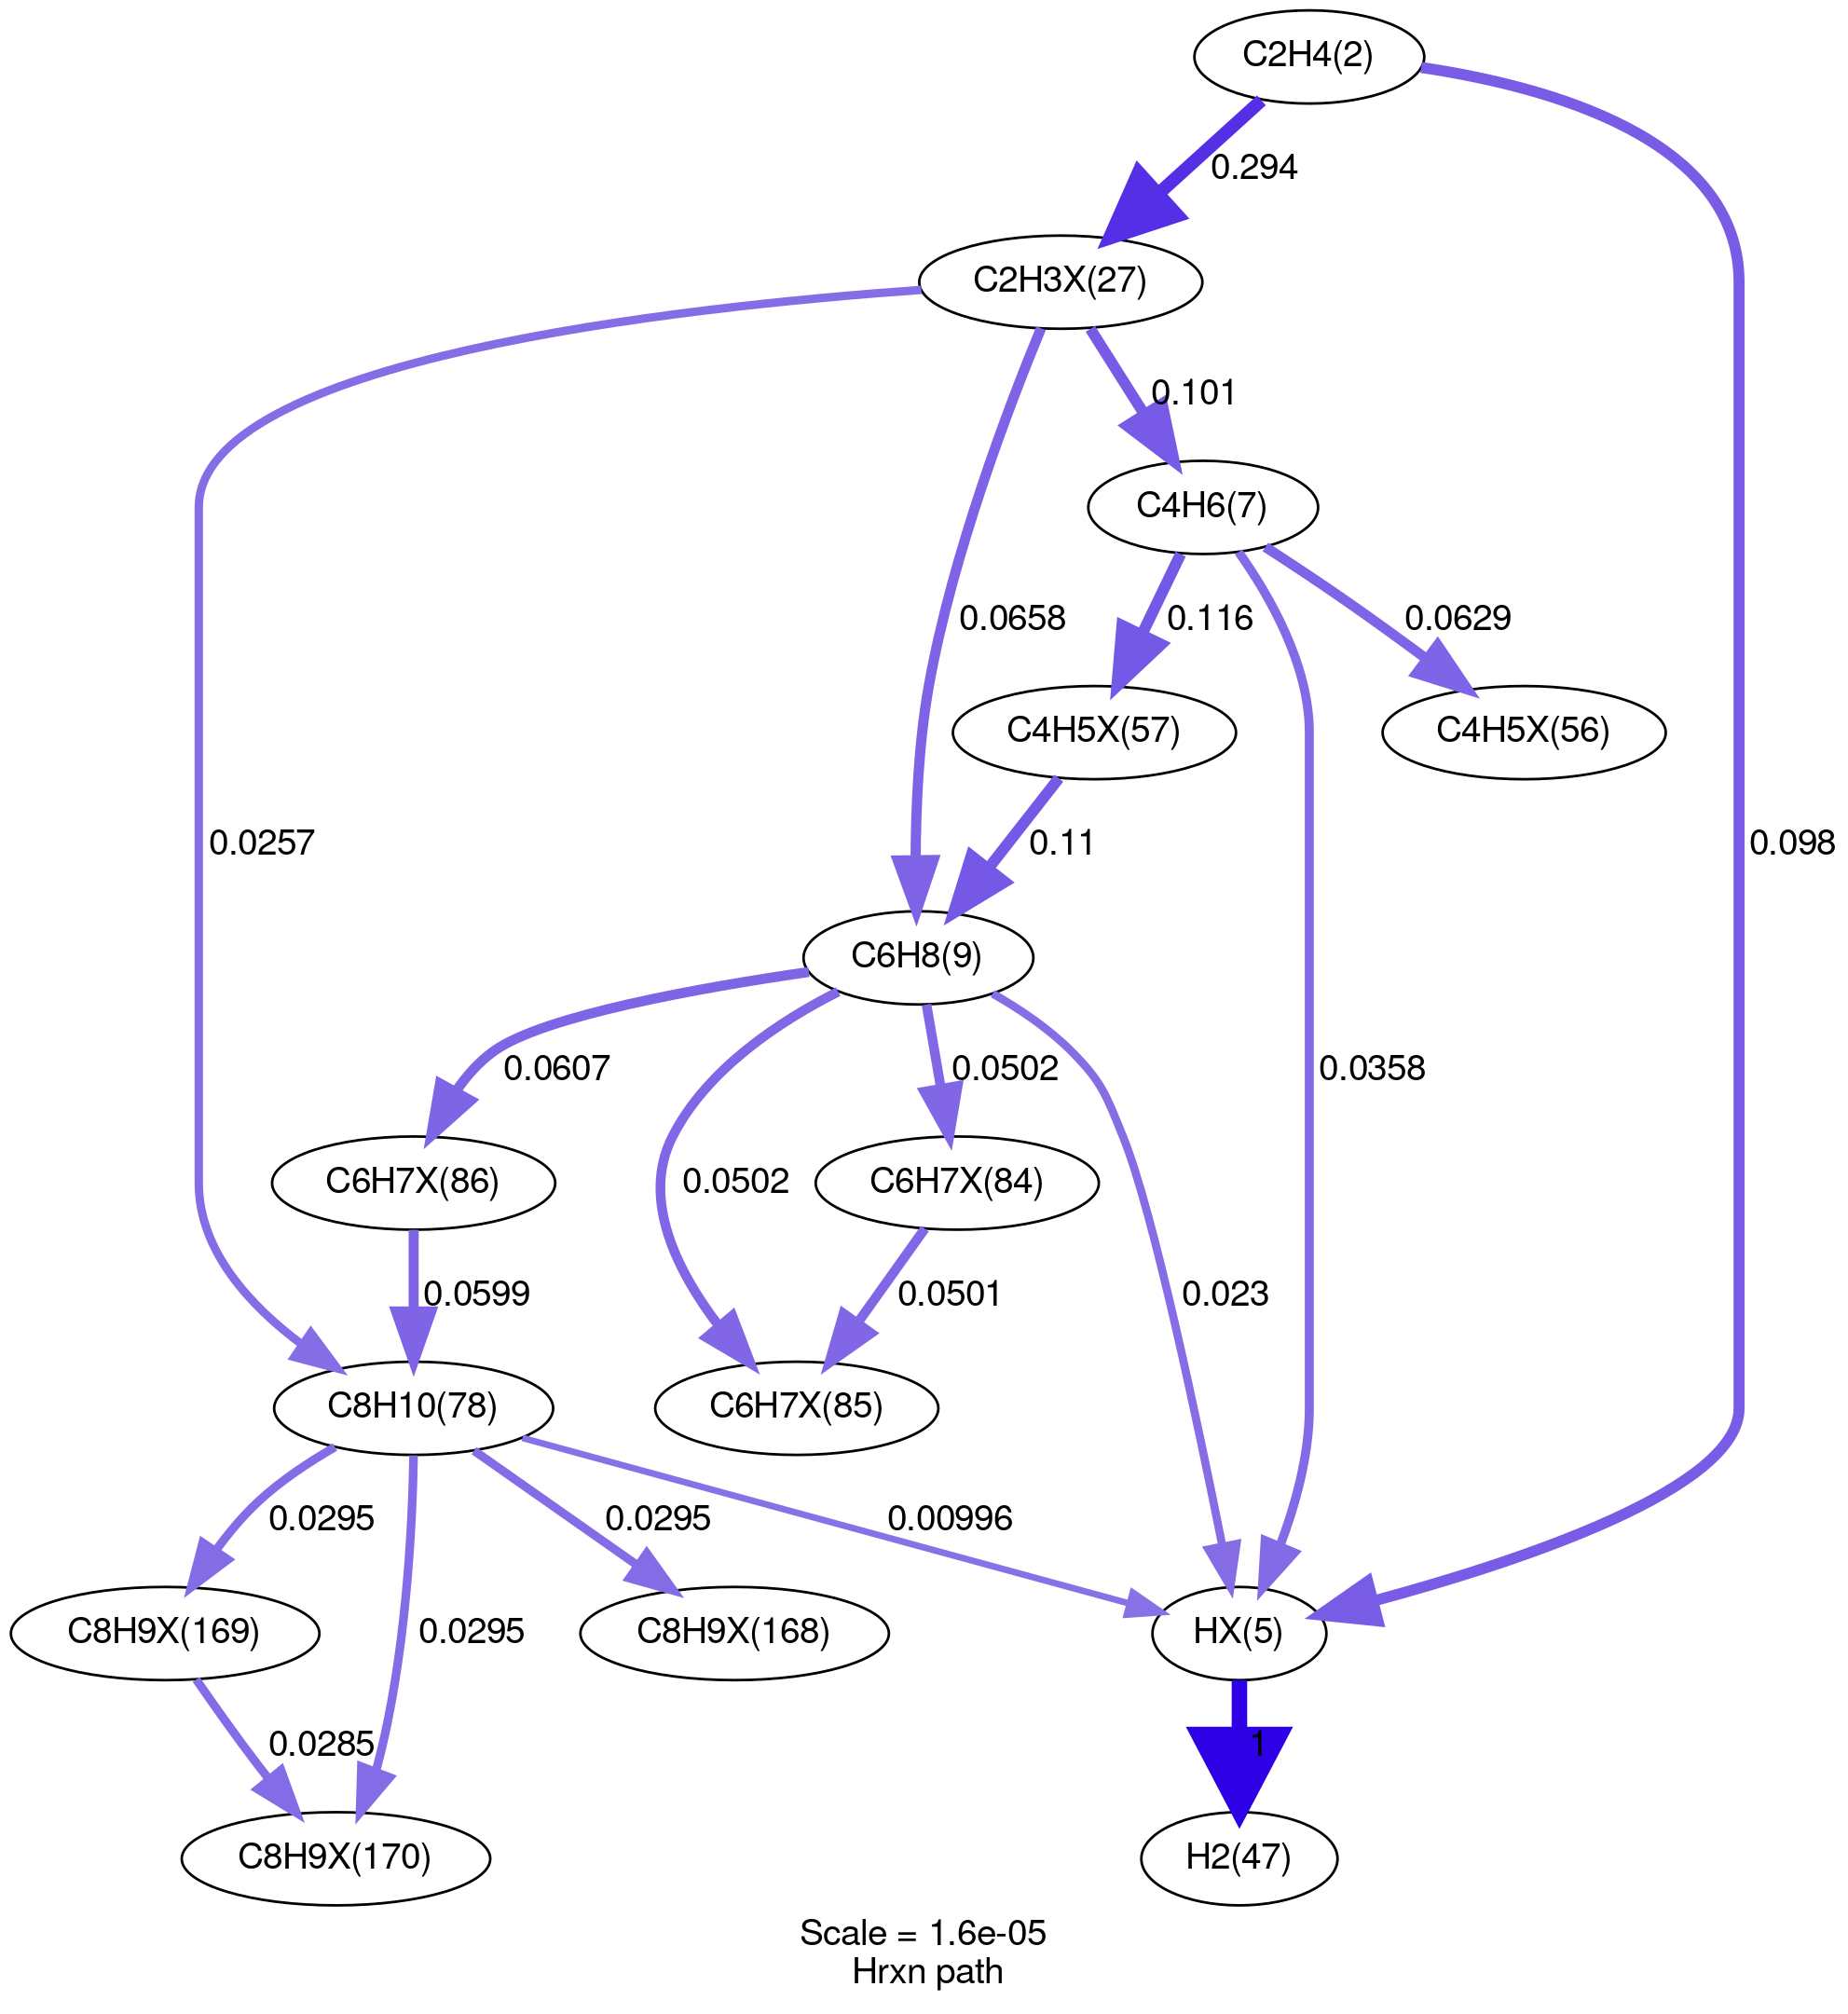 C2H4(2)
0.294
C2H3X(27)
0.101
C4H6(7)
0.0658
0.116
0.0629
C4H5X(57)
C4H5X(56)
0.0257
0.11
0.098
C6H8(9)
0.0607
0.0502
0.0358
0.0502
C6H7X(86)
C6H7X(84)
0.0599
0.0501
0.023
C8H10(78)
C6H7X(85)
0.0295
0.0295
0.00996
0.0295
C8H9X(169)
C8H9X(168)
HX(5)
0.0285
1
C8H9X(170)
H2(47)
Scale = 1.6e-05
Hrxn path